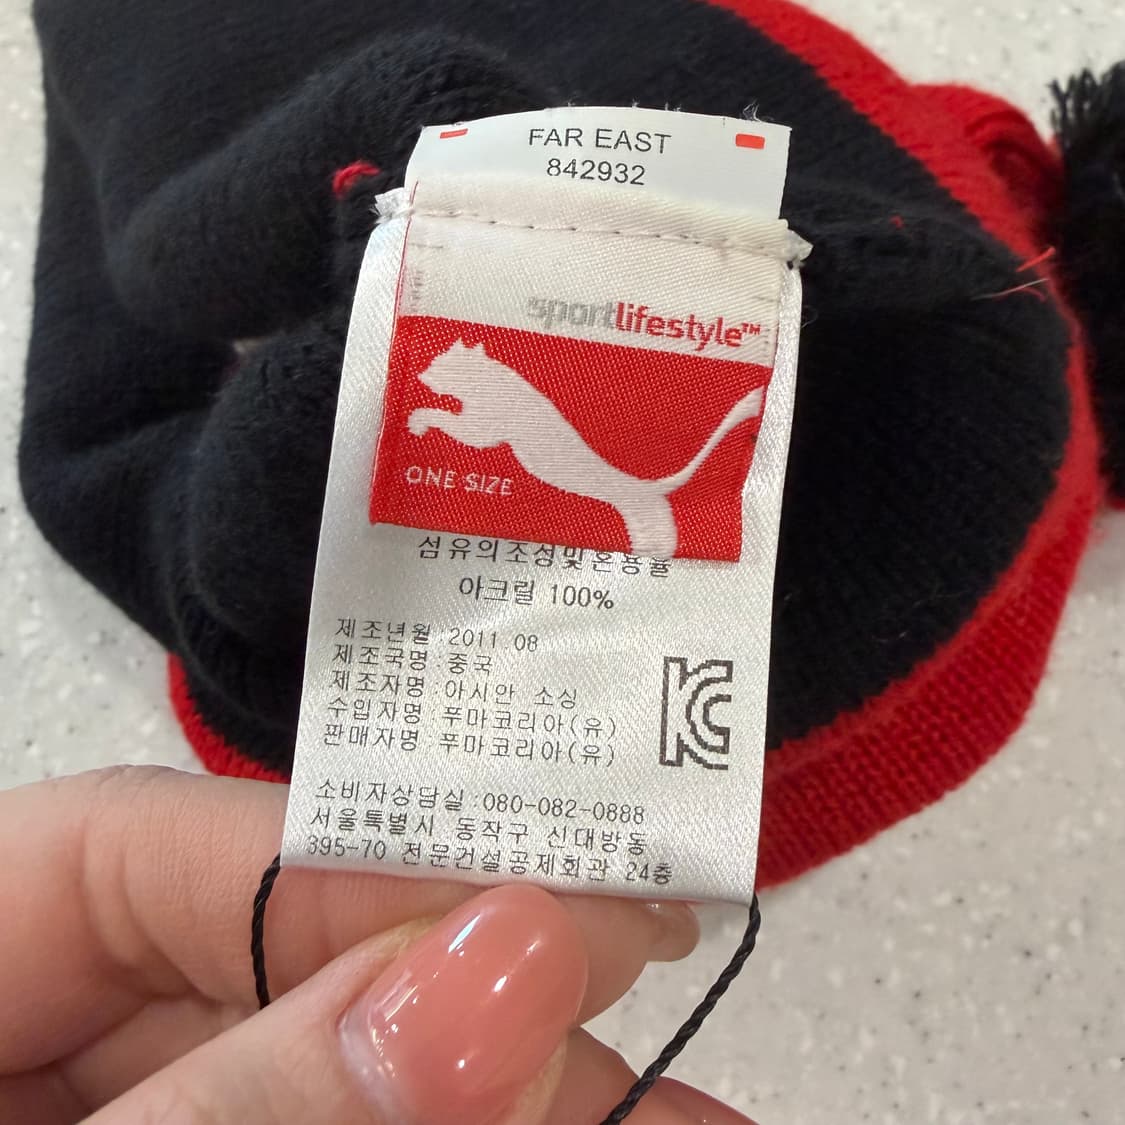 FAR EAST
842932
sportlifestyle™
ONE SIZE
섬유의조성및혼용율
아크릴 100%
제조년월:2011.08
제조국명:중국
제조자명:아시안 소싱
수입자명:푸마코리아(유)
판매자명:푸마코리아(유)
KC
소비자상담실:080-082-0888
서울특별시 동작구 신대방동
395-70 전문건설공제회관 24층